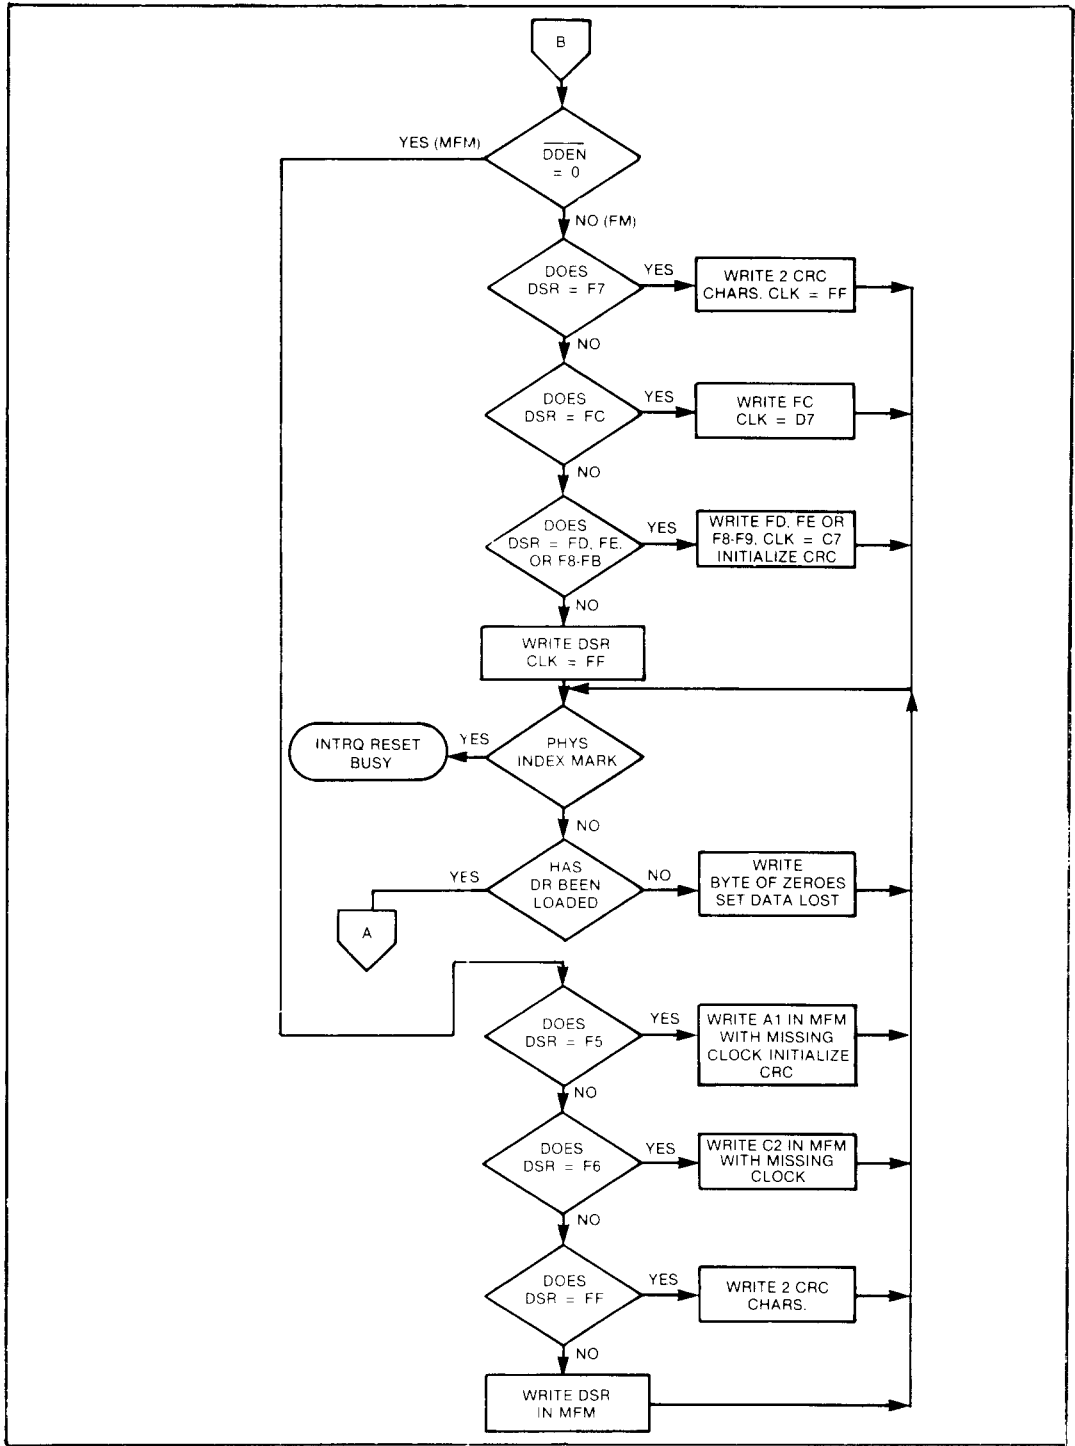 B
YES (MFM)
DDEN
= 0
NO (FM)
DOES
DSR = F7
YES
WRITE 2 CRC
CHARS. CLK = FF
NO
DOES
DSR = FC
YES
WRITE FC
CLK = D7
NO
DOES
DSR = FD, FE,
OR F8-FB
YES
WRITE FD, FE OR
F8-F9, CLK = C7
INITIALIZE CRC
NO
WRITE DSR
CLK = FF
INTRQ RESET
BUSY
YES
PHYS
INDEX MARK
NO
YES
A
HAS
DR BEEN
LOADED
NO
WRITE
BYTE OF ZEROES
SET DATA LOST
DOES
DSR = F5
YES
WRITE A1 IN MFM
WITH MISSING
CLOCK INITIALIZE
CRC
NO
DOES
DSR = F6
YES
WRITE C2 IN MFM
WITH MISSING
CLOCK
NO
DOES
DSR = FF
YES
WRITE 2 CRC
CHARS.
NO
WRITE DSR
IN MFM